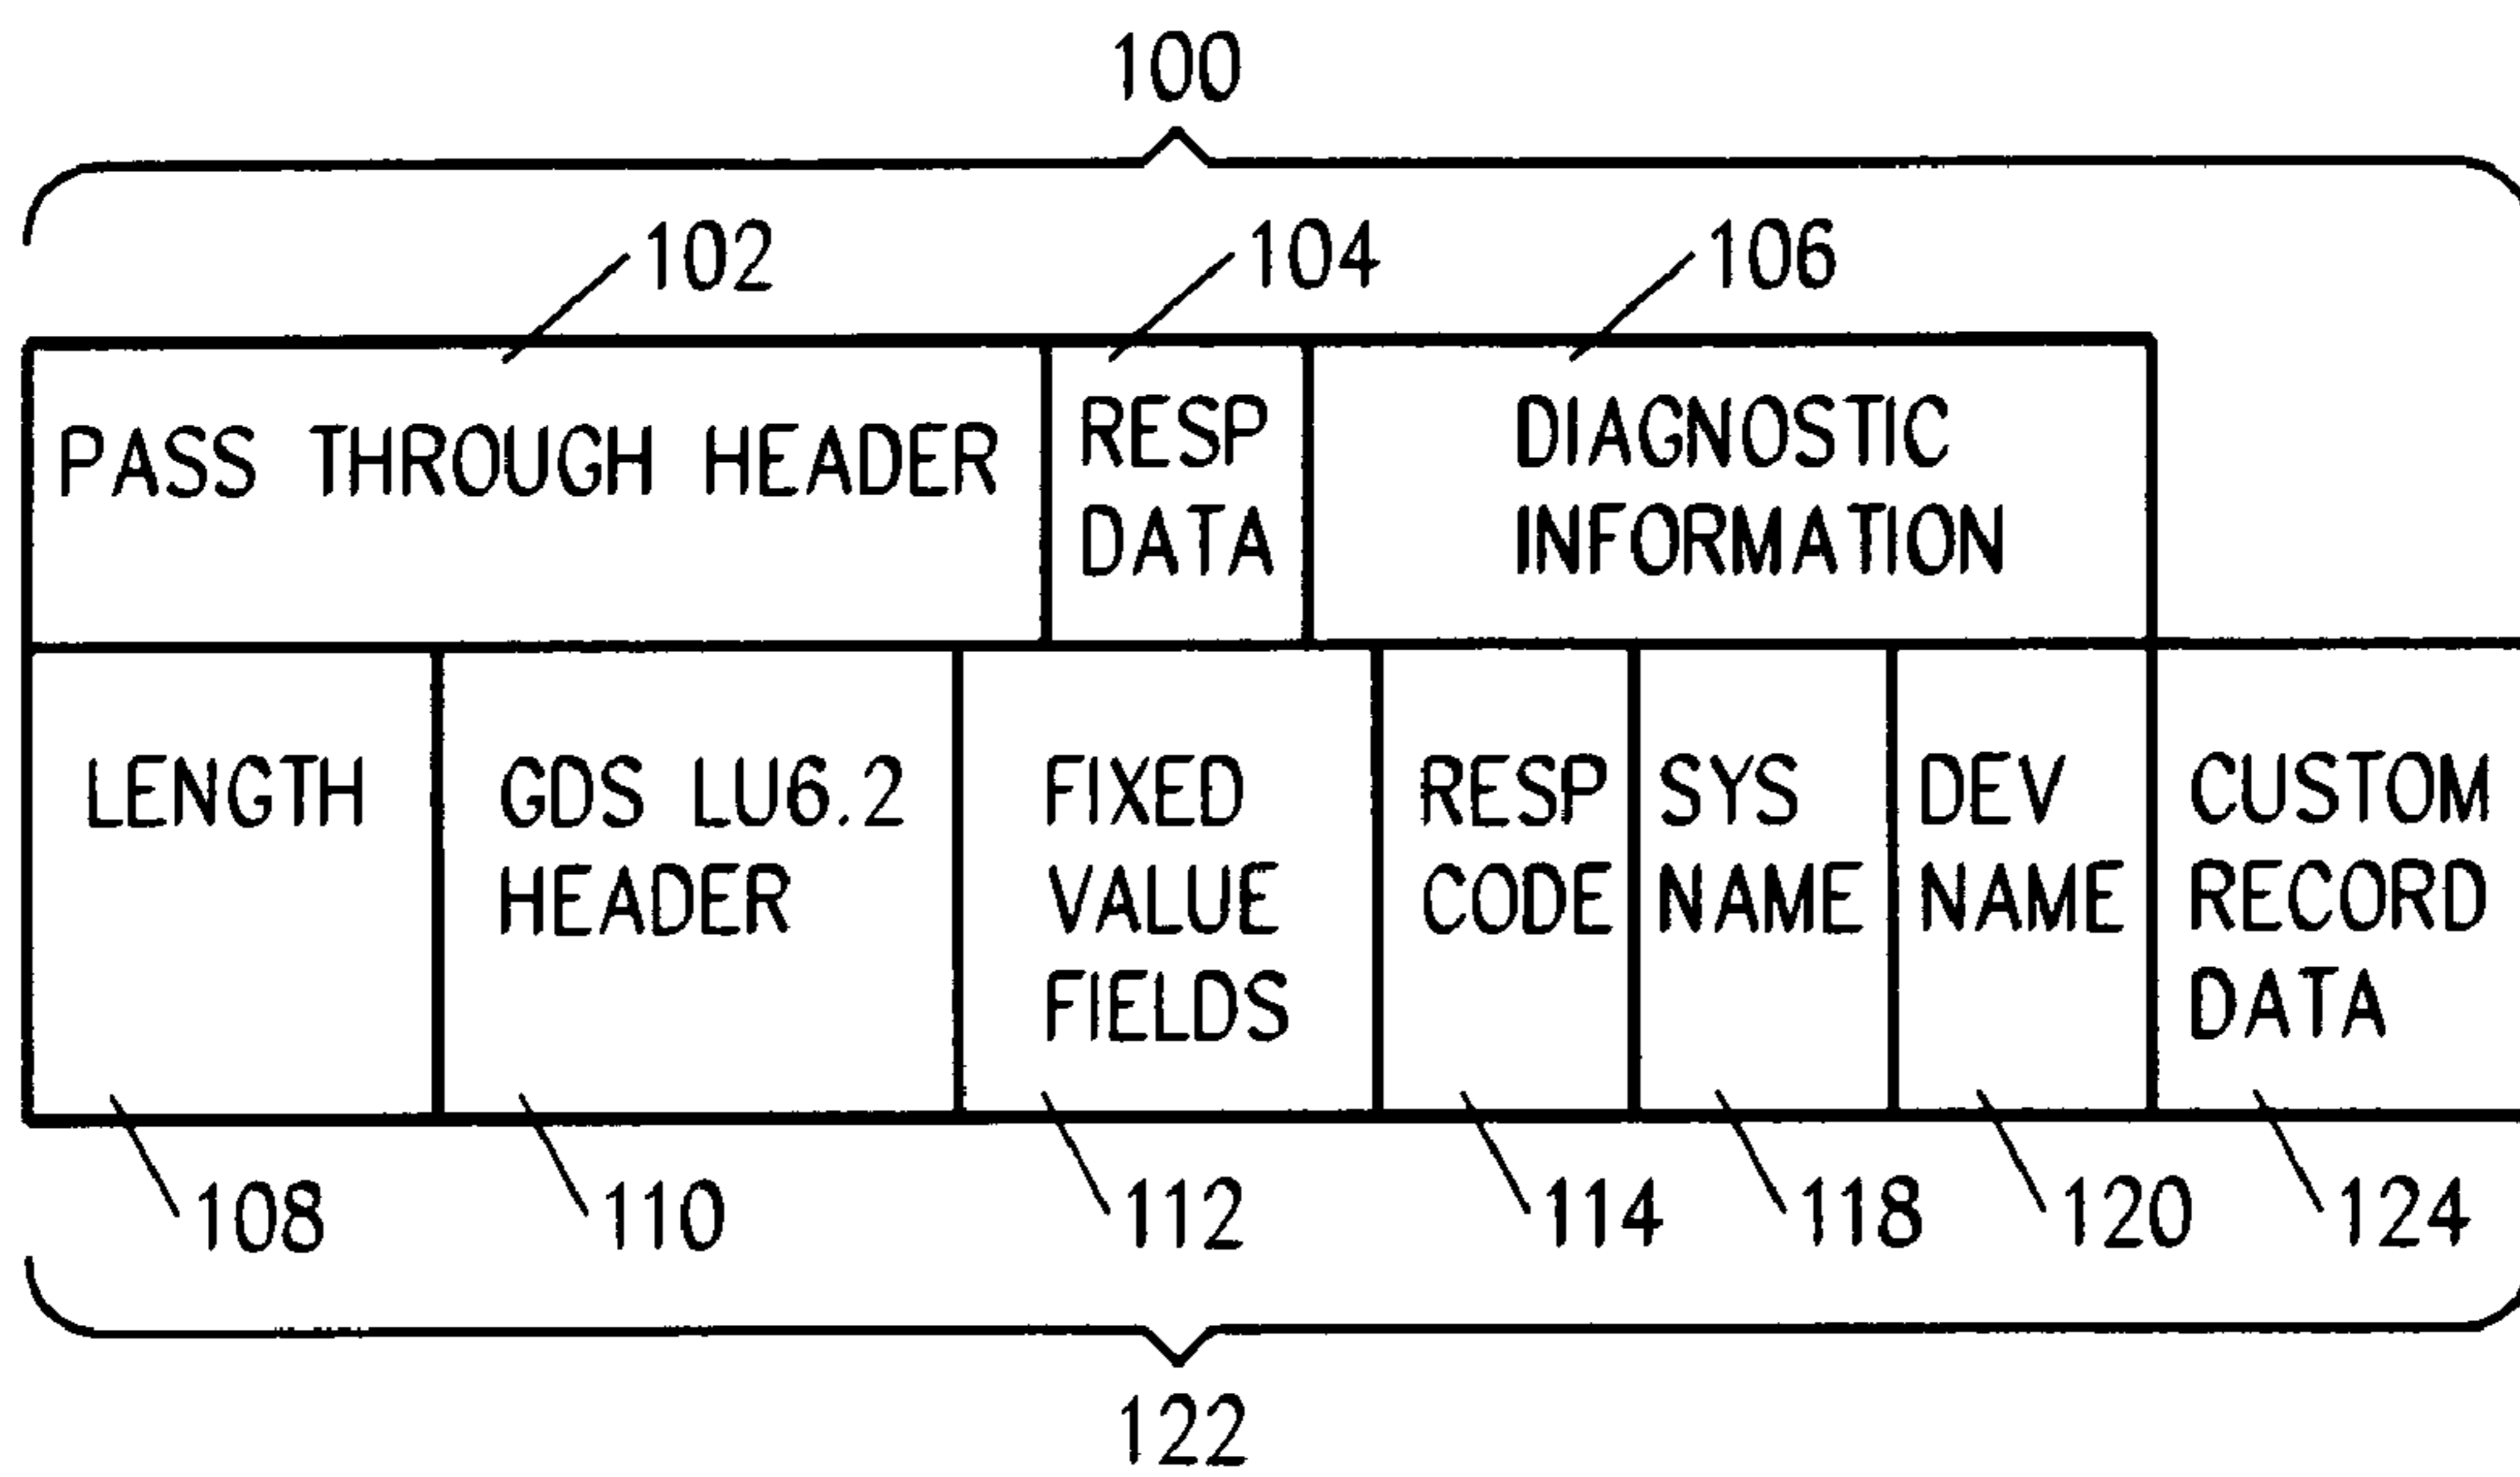 100
102 104 106
PASS THROUGH HEADER
RESP
DATA
DIAGNOSTIC
INFORMATION
LENGTH
GDS LU6.2
HEADER
FIXED
VALUE
FIELDS
RESP
CODE
SYS
NAME
DEV
NAME
CUSTOM
RECORD
DATA
108 110 112 114 118 120 124
122